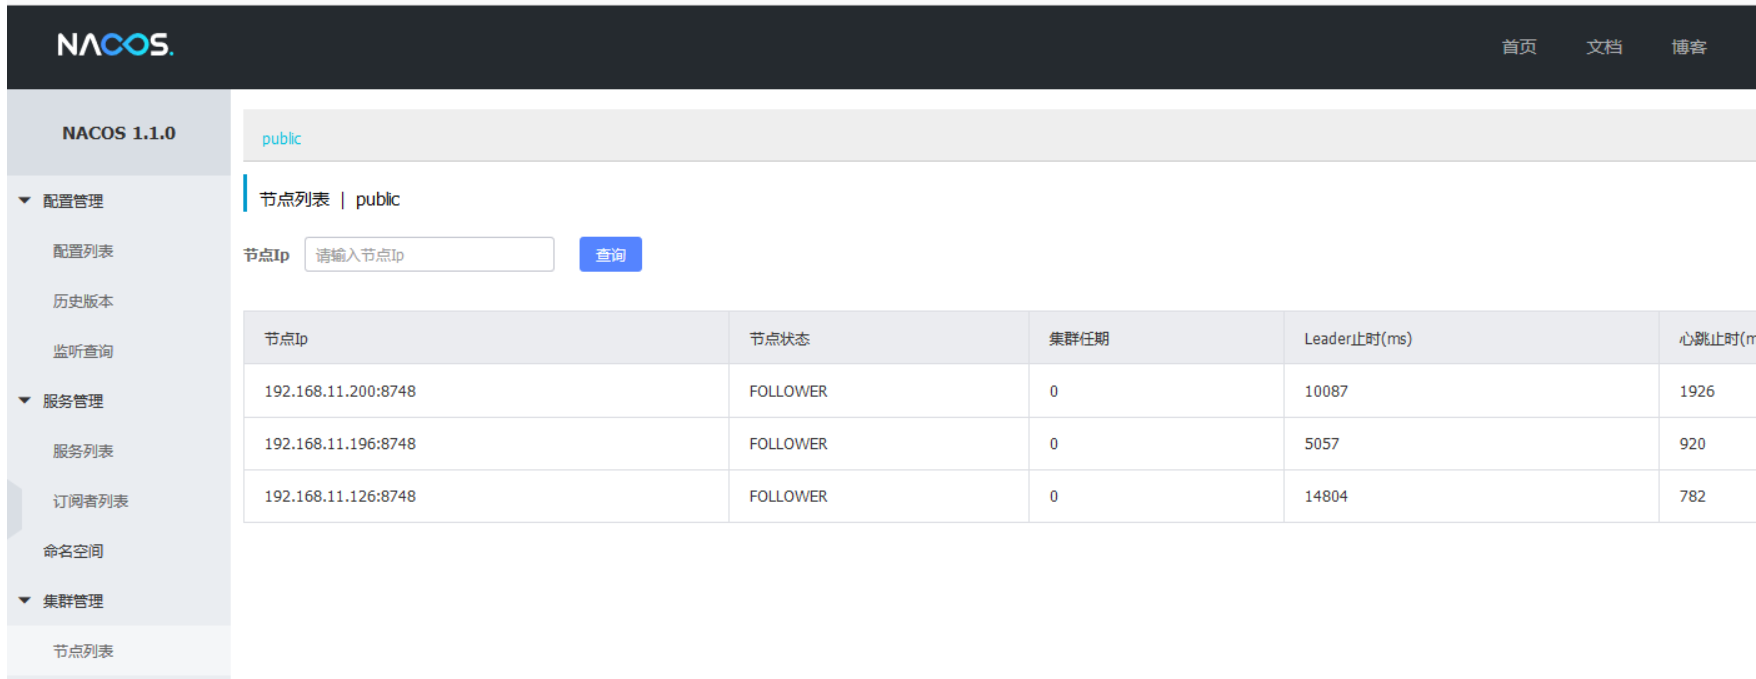 NACOS.
首页 文档 博客
NACOS 1.1.0
public
配置管理
配置列表
历史版本
监听查询
服务管理
服务列表
订阅者列表
命名空间
集群管理
节点列表
节点列表 | public
节点Ip 请输入节点Ip 查询
节点Ip 节点状态 集群任期 Leader止时(ms) 心跳止时(m
192.168.11.200:8748 FOLLOWER 0 10087 1926
192.168.11.196:8748 FOLLOWER 0 5057 920
192.168.11.126:8748 FOLLOWER 0 14804 782